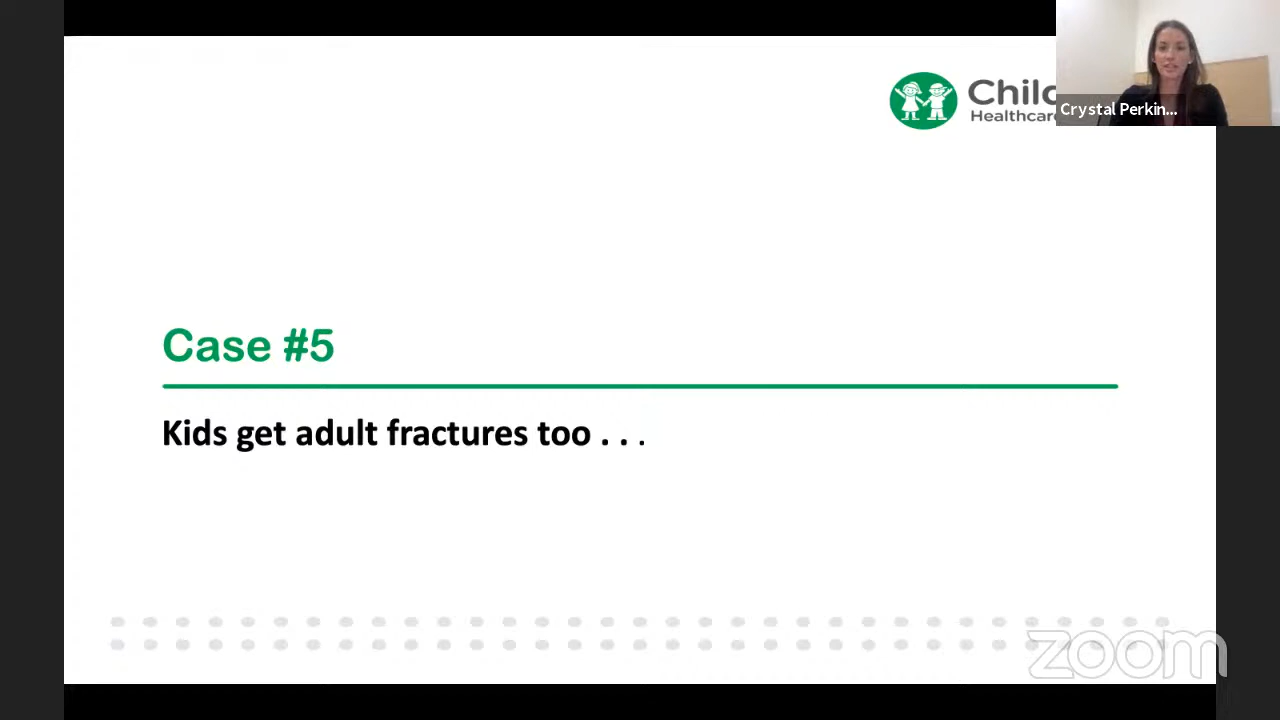 Child
Healthcare
Crystal Perkin...
Case #5
Kids get adult fractures too . . .
zoom